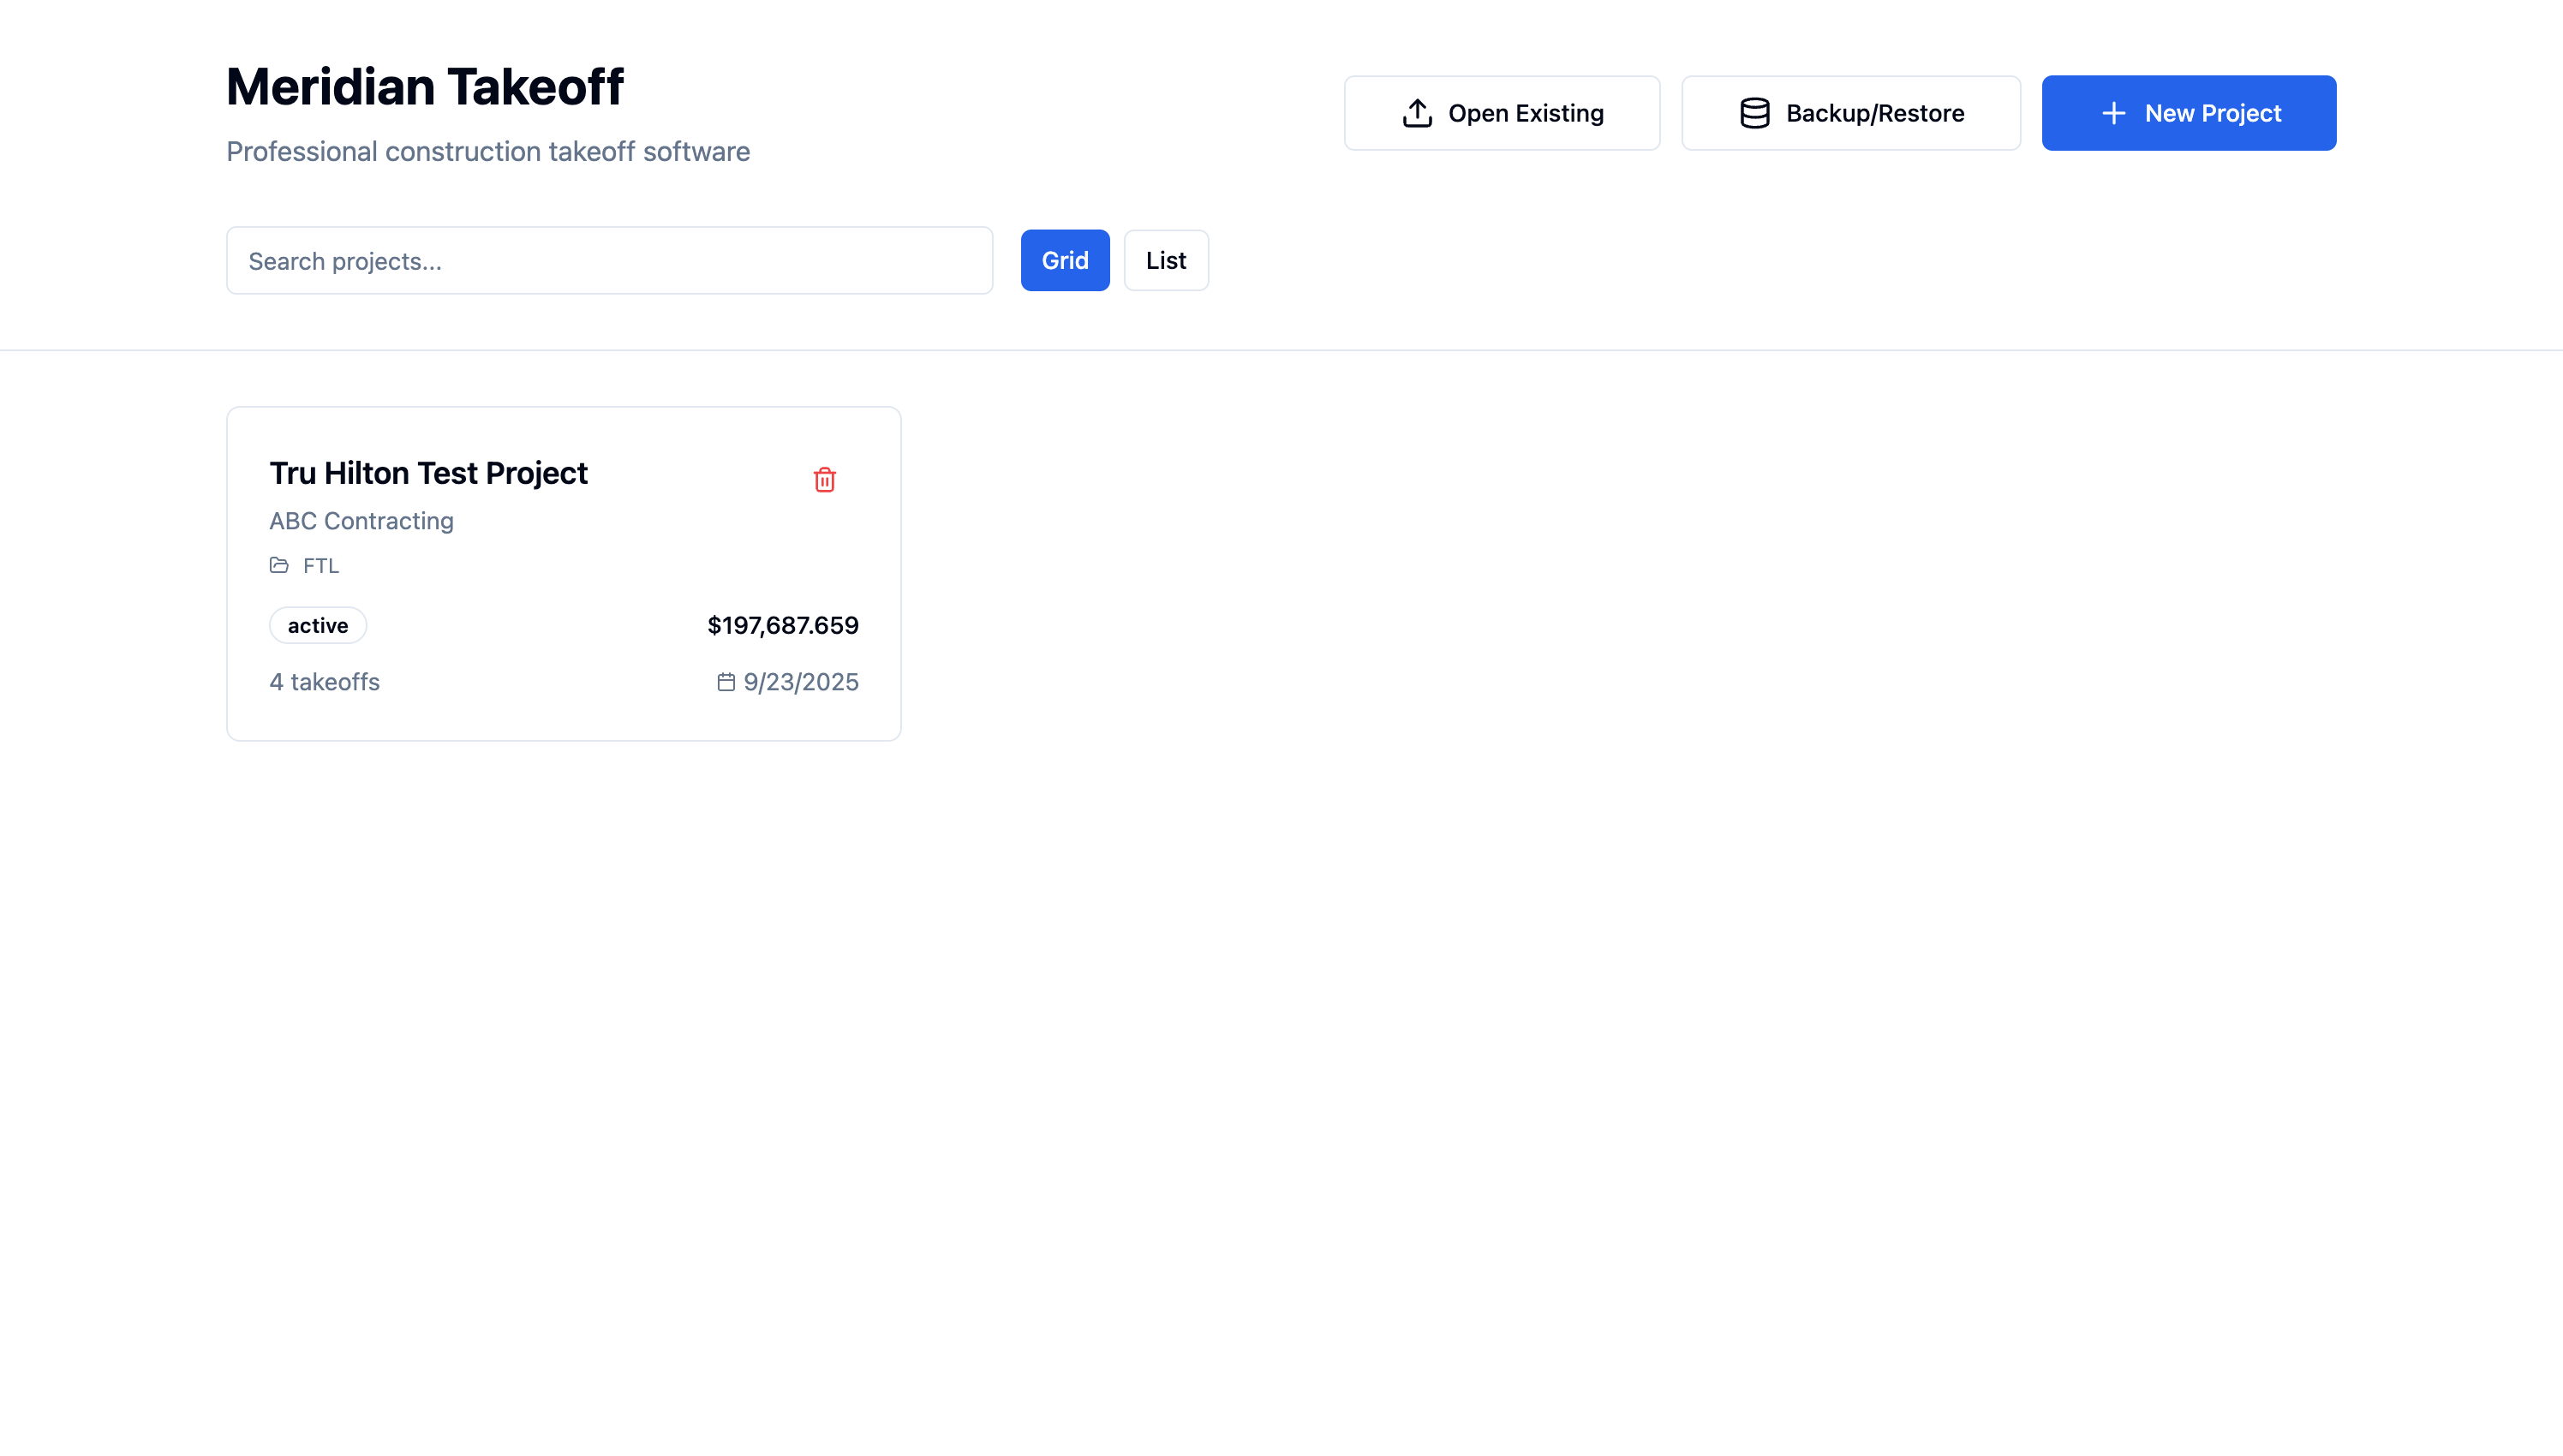 Meridian Takeoff
Professional construction takeoff software
Open Existing
Backup/Restore
New Project
Search projects...
Grid
List
Tru Hilton Test Project
ABC Contracting
FTL
active
$197,687.659
4 takeoffs
9/23/2025